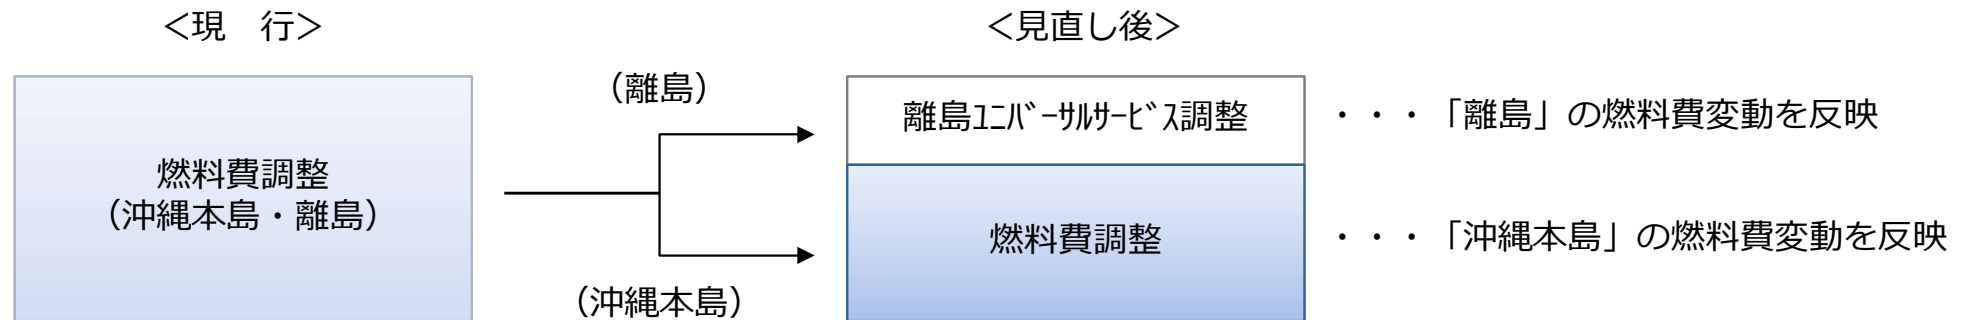 ＜現　行＞
＜見直し後＞
燃料費調整
（沖縄本島・離島）
（離島）
（沖縄本島）
離島ﾕﾆﾊﾞｰｻﾙｻｰﾋﾞｽ調整
・・・「離島」の燃料費変動を反映
燃料費調整
・・・「沖縄本島」の燃料費変動を反映